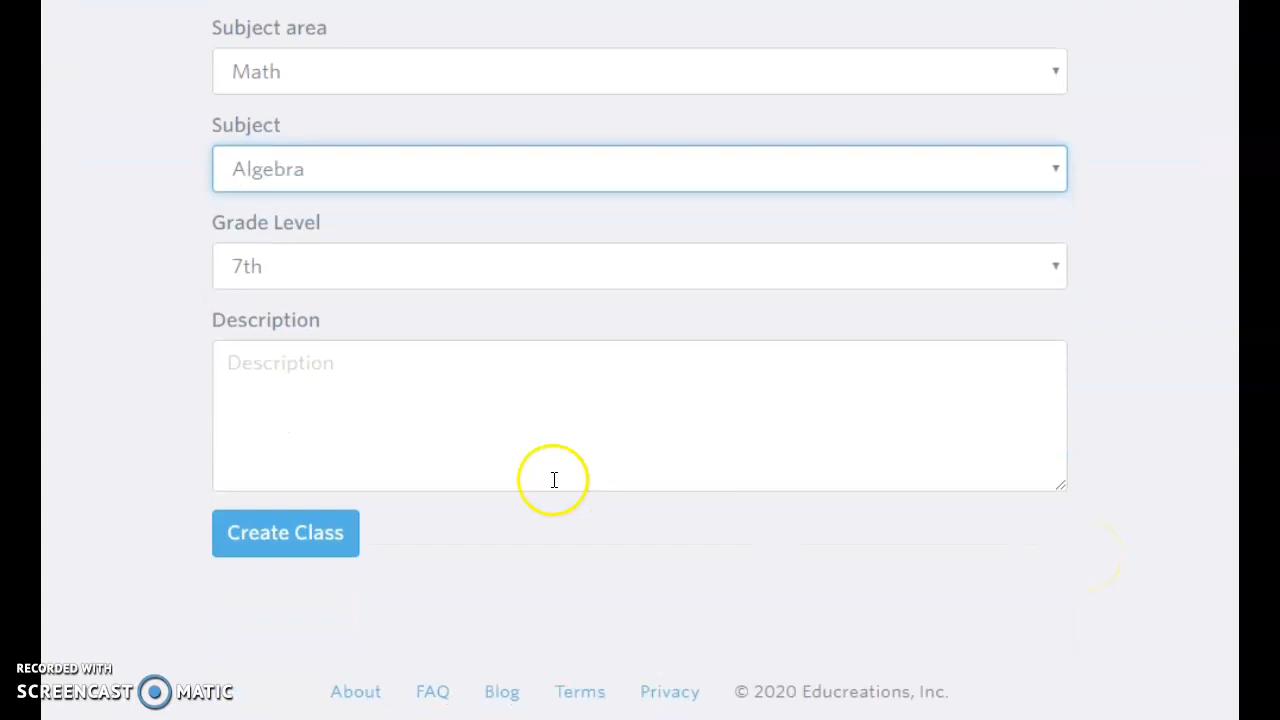 Subject area
Math
Subject
Algebra
Grade Level
7th
Description
Description
Create Class
RECORDED WITH
SCREENCAST MATIC
About FAQ Blog Terms Privacy © 2020 Educreations, Inc.